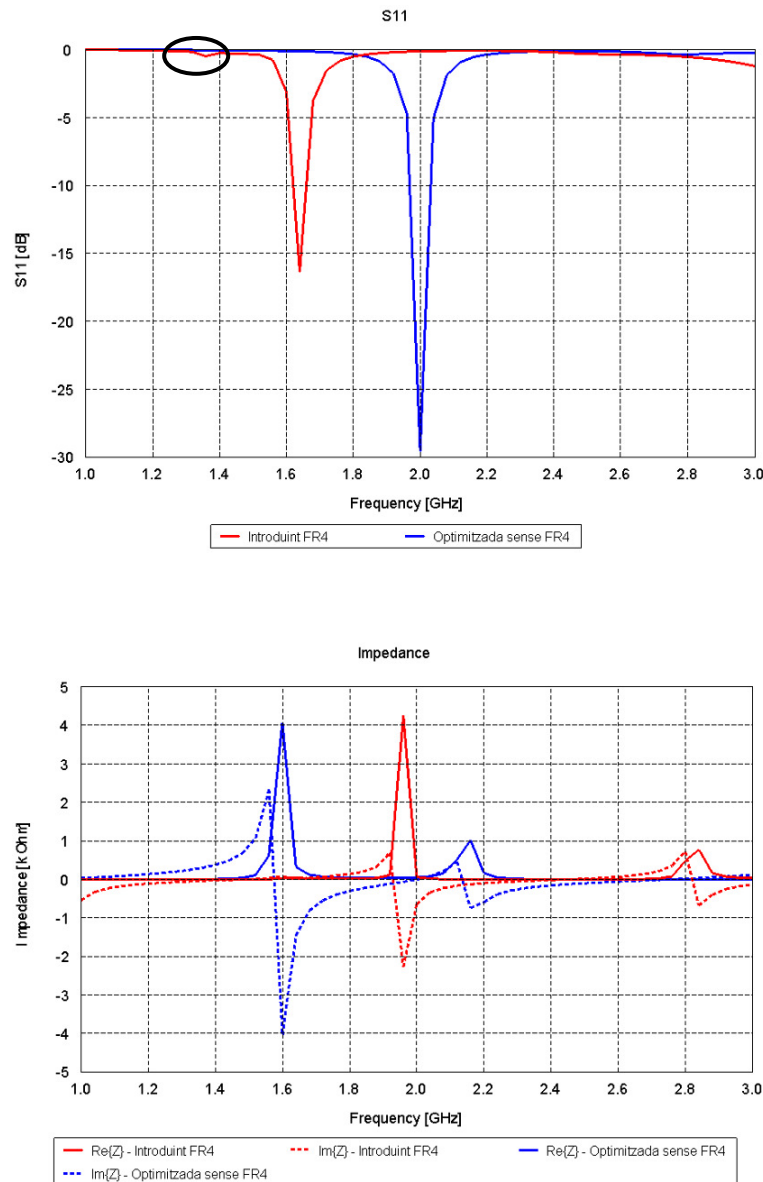 S11
0
-5
-10
-15
-20
-25
-30
S11 [dB]
1.0 1.2 1.4 1.6 1.8 2.0 2.2 2.4 2.6 2.8 3.0
Frequency [GHz]
Introduint FR4 Optimitzada sense FR4
Impedance
5
4
3
2
1
0
-1
-2
-3
-4
-5
Impedance [kOhm]
1.0 1.2 1.4 1.6 1.8 2.0 2.2 2.4 2.6 2.8 3.0
Frequency [GHz]
Re{Z} - Introduint FR4 Im{Z} - Introduint FR4 Re{Z} - Optimitzada sense FR4
Im{Z} - Optimitzada sense FR4